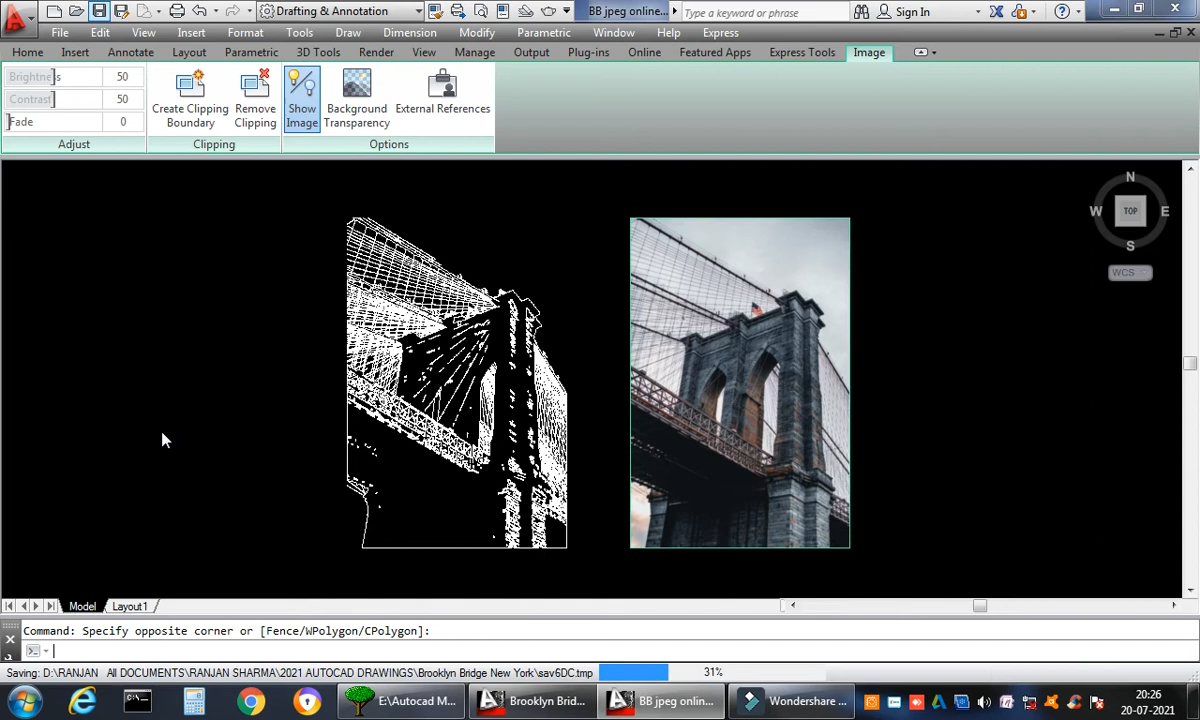 Drafting & Annotation
BB jpeg online...
Type a keyword or phrase
Sign In
File Edit View Insert Format Tools Draw Dimension Modify Parametric Window Help Express
Home Insert Annotate Layout Parametric 3D Tools Render View Manage Output Plug-ins Online Featured Apps Express Tools Image
Brightness 50
Contrast 50
Fade 0
Create Clipping Boundary
Remove Clipping
Show Image
Background Transparency
External References
Adjust Clipping Options
N
W TOP E
S
WCS
Model Layout1
Command: Specify opposite corner or [Fence/WPolygon/CPolygon]:
Saving: D:\RANJAN All DOCUMENTS\RANJAN SHARMA\2021 AUTOCAD DRAWINGS\Brooklyn Bridge New York\sav6DC.tmp 31%
E:\Autocad M...
Brooklyn Brid...
BB jpeg onlin...
Wondershare ...
20:26
20-07-2021